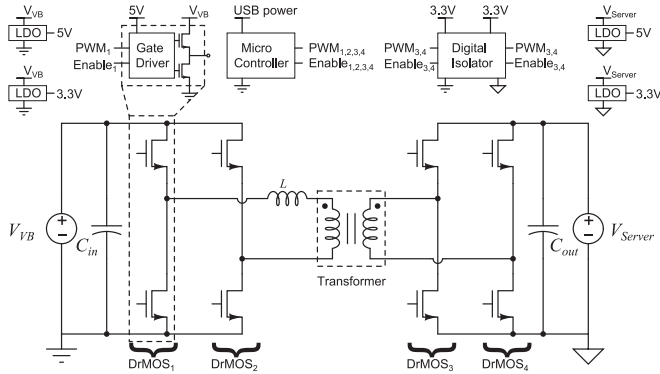 V_VB
LDO 5V
V_VB
LDO 3.3V
5V
V_VB
PWM_1
Enable_1
Gate
Driver
USB power
Micro
Controller
PWM_1,2,3,4
Enable_1,2,3,4
3.3V 3.3V
PWM_3,4
Enable_3,4
Digital
Isolator
PWM_3,4
Enable_3,4
V_Server
LDO 5V
V_Server
LDO 3.3V
V_VB
C_in
L
Transformer
C_out
V_Server
DrMOS_1 DrMOS_2 DrMOS_3 DrMOS_4